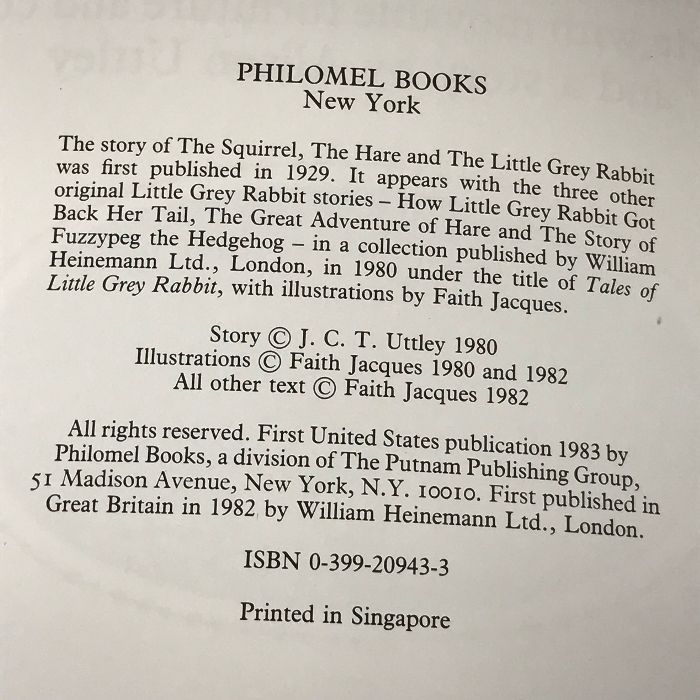 PHILOMEL BOOKS
New York
The story of The Squirrel, The Hare and The Little Grey Rabbit
was first published in 1929. It appears with the three other
original Little Grey Rabbit stories – How Little Grey Rabbit Got
Back Her Tail, The Great Adventure of Hare and The Story of
Fuzzypeg the Hedgehog – in a collection published by William
Heinemann Ltd., London, in 1980 under the title of Tales of
Little Grey Rabbit, with illustrations by Faith Jacques.
Story © J. C. T. Uttley 1980
Illustrations © Faith Jacques 1980 and 1982
All other text © Faith Jacques 1982
All rights reserved. First United States publication 1983 by
Philomel Books, a division of The Putnam Publishing Group,
51 Madison Avenue, New York, N.Y. 10010. First published in
Great Britain in 1982 by William Heinemann Ltd., London.
ISBN 0-399-20943-3
Printed in Singapore